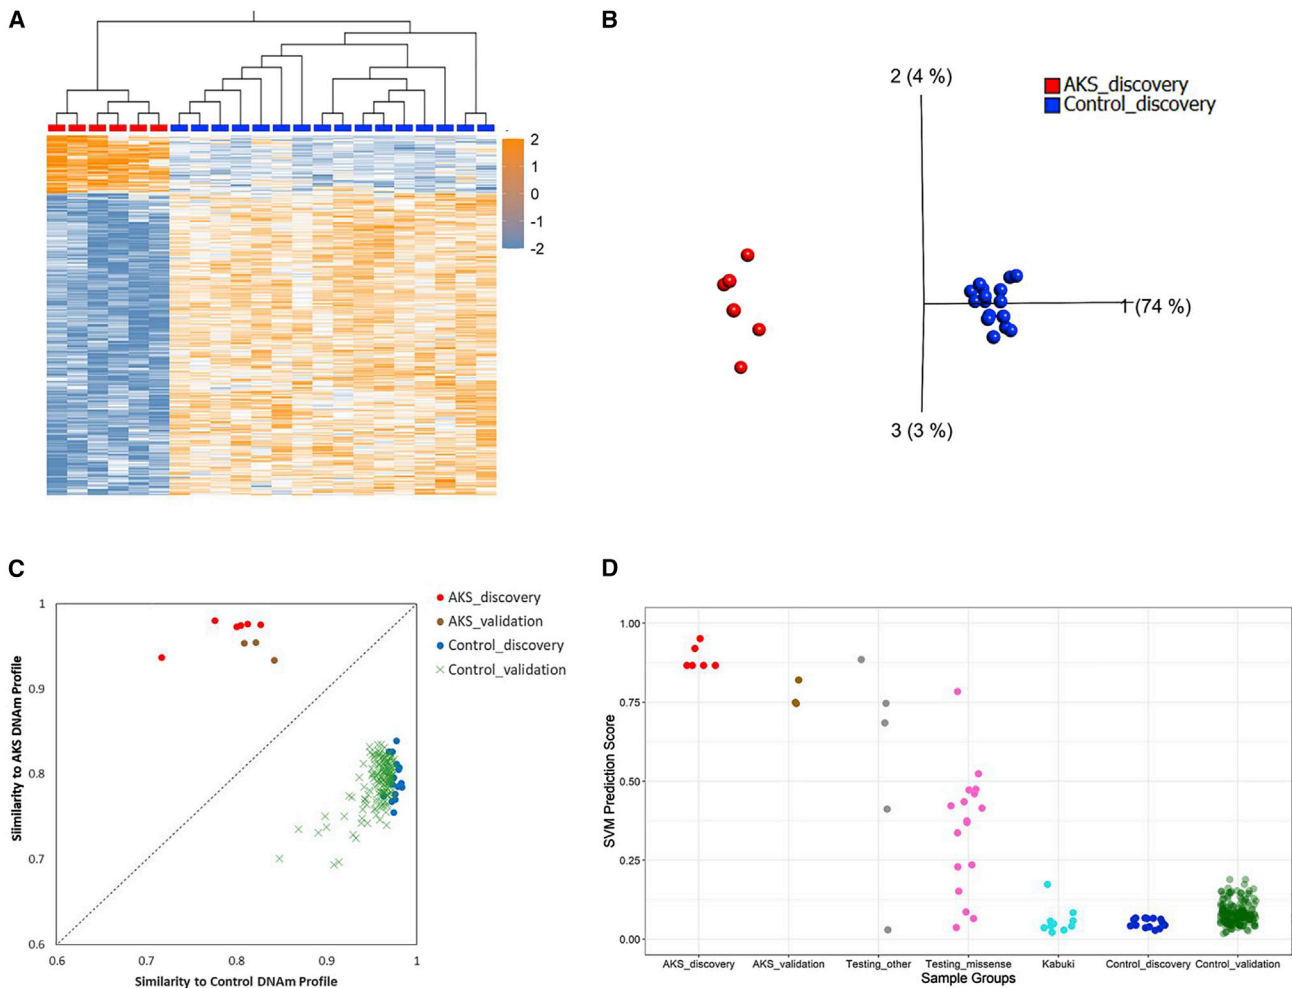 A
2
1
0
-1
-2
B
2 (4 %)
AKS_discovery
Control_discovery
1 (74 %)
3 (3 %)
C
1
0.9
0.8
0.7
0.6
0.6
0.7
0.8
0.9
1
Siimilarity to AKS DNAm Profile
Similarity to Control DNAm Profile
AKS_discovery
AKS_validation
Control_discovery
Control_validation
D
1.00
0.75
0.50
0.25
0.00
SVM Prediction Score
AKS_discovery
AKS_validation
Testing_other
Testing_missense
Kabuki
Control_discovery
Control_validation
Sample Groups